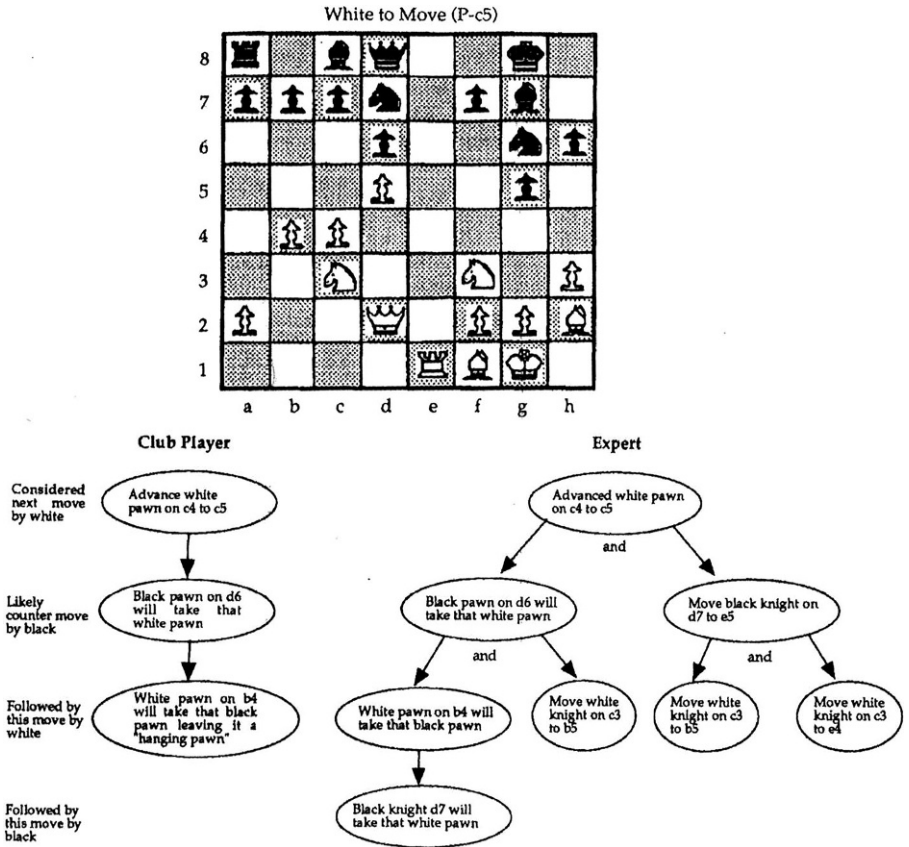 White to Move (P-c5)
8
7
6
5
4
3
2
1
a b c d e f g h
Club Player
Expert
Considered
next move
by white
Advance white
pawn on c4 to c5
Advanced white pawn
on c4 to c5
and
Likely
counter move
by black
Black pawn on d6
will take that
white pawn
Black pawn on d6 will
take that white pawn
Move black knight on
d7 to e5
and
and
Followed by
this move by
white
White pawn on b4
will take that black
pawn leaving it a
"hanging pawn"
White pawn on b4 will
take that black pawn
Move white
knight on c3
to b5
Move white
knight on c3
to b5
Move white
knight on c3
to e4
Followed by
this move by
black
Black knight d7 will
take that white pawn